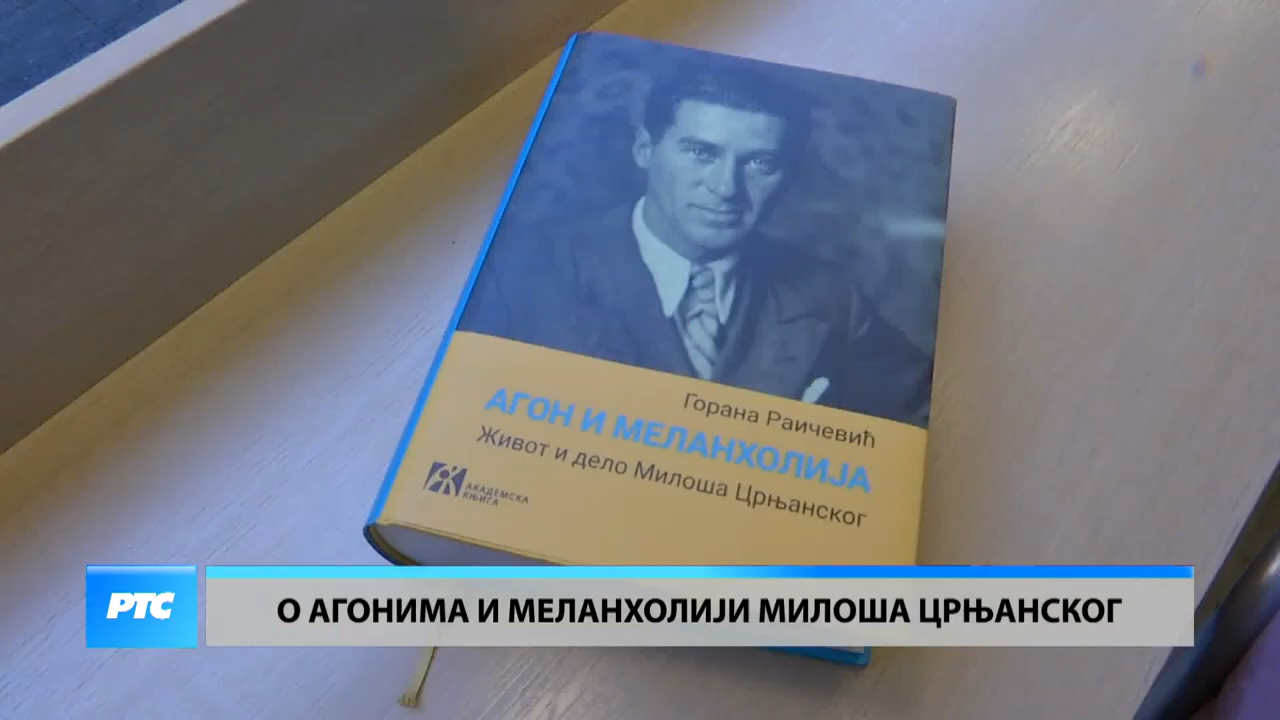 Горана Раичевић
АГОН И МЕЛАНХОЛИЈА
Живот и дело Милоша Црњанског
АКАДЕМСКА
КЊИГА
РТС
О АГОНИМА И МЕЛАНХОЛИЈИ МИЛОША ЦРЊАНСКОГ